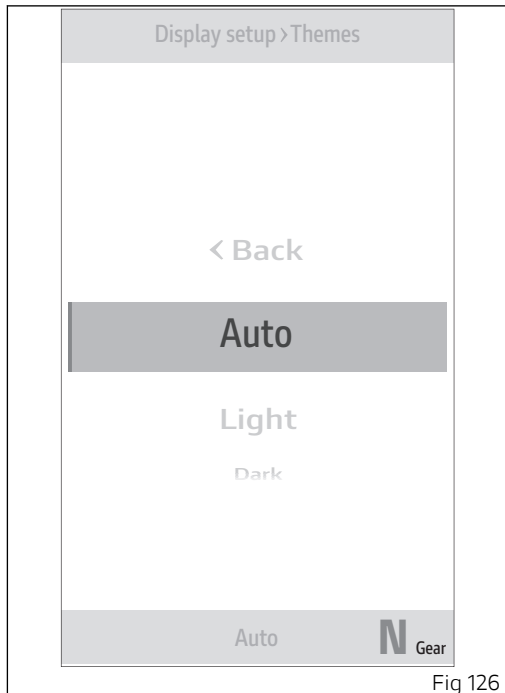 Display setup › Themes
‹ Back
Auto
Light
Dark
Auto
N Gear
Fig 126